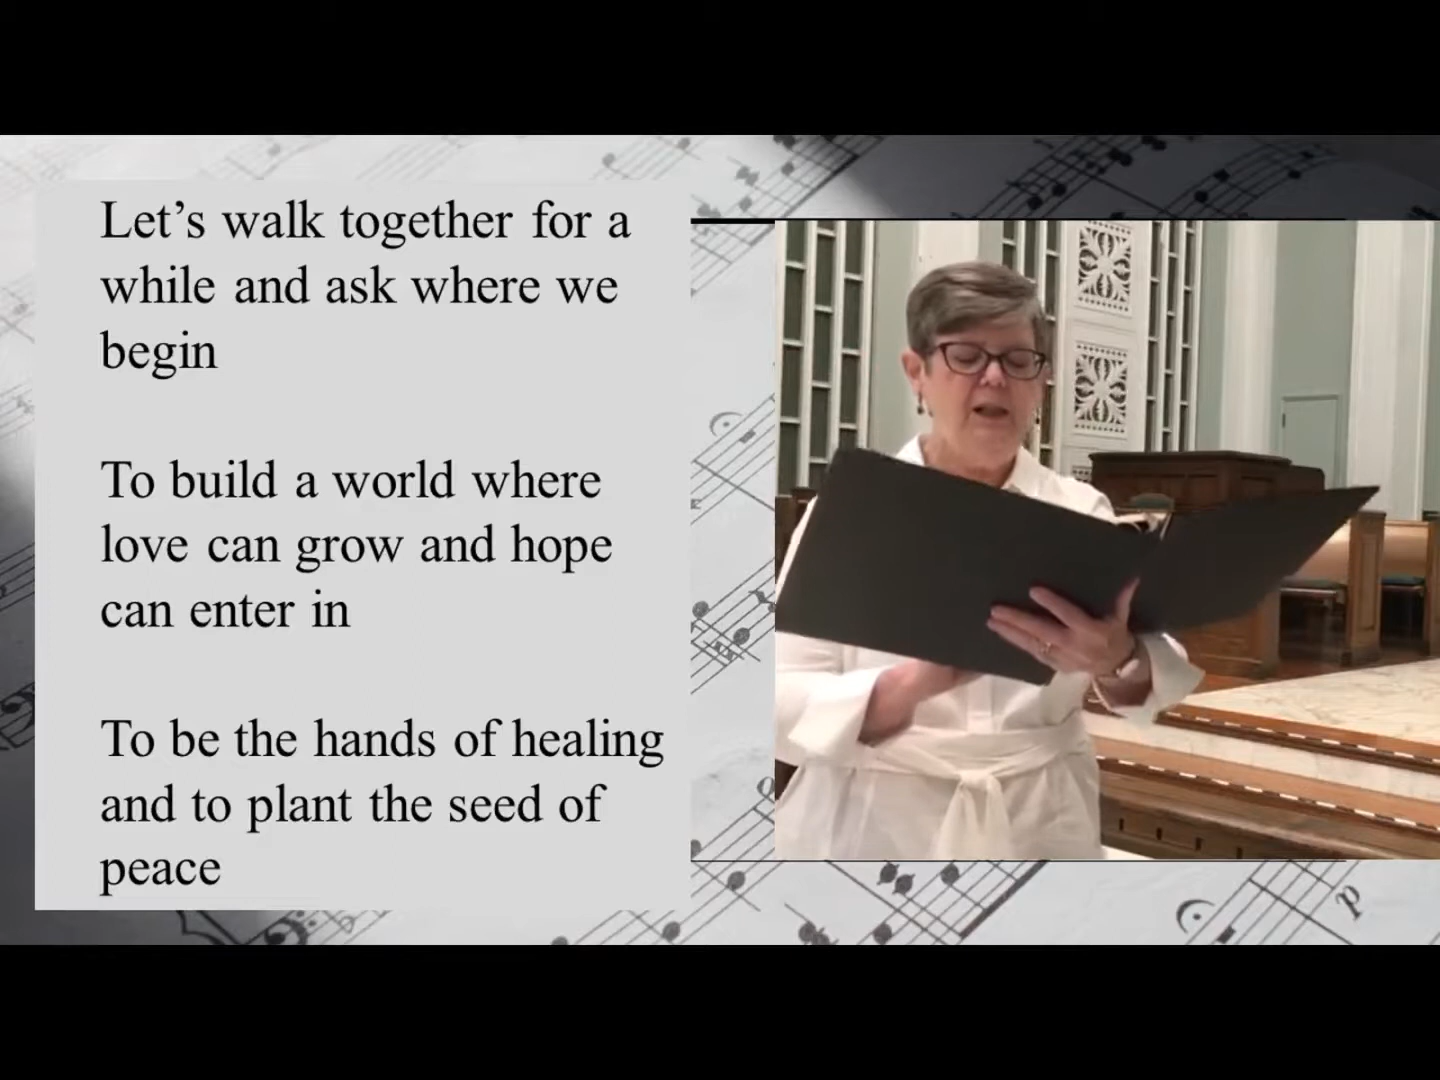 Let’s walk together for a
while and ask where we
begin
To build a world where
love can grow and hope
can enter in
To be the hands of healing
and to plant the seed of
peace